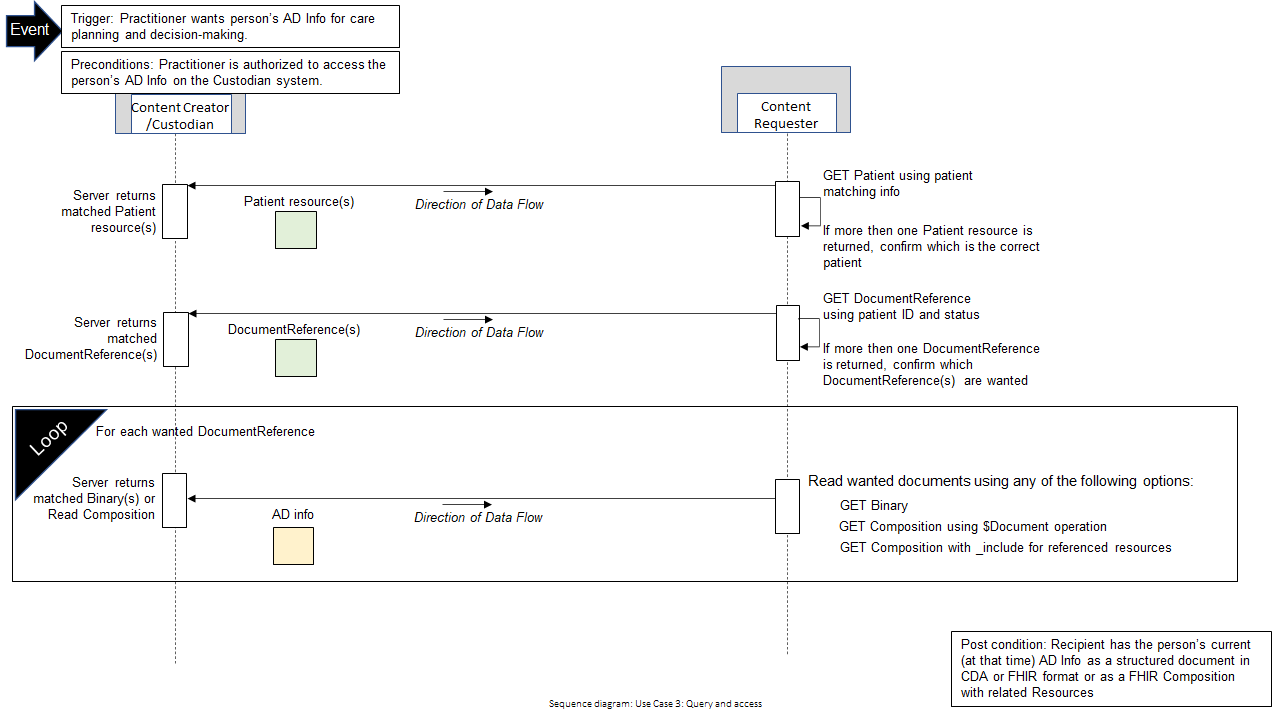 Event
Trigger: Practitioner wants person's AD Info for care
planning and decision-making.
Preconditions: Practitioner is authorized to access the
person's AD Info on the Custodian system.
Content Creator
/Custodian
Content
Requester
Server returns
matched Patient
resource(s)
Patient resource(s)
Direction of Data Flow
GET Patient using patient
matching info
If more then one Patient resource is
returned, confirm which is the correct
patient
Server returns
matched
DocumentReference(s)
DocumentReference(s)
Direction of Data Flow
GET DocumentReference
using patient ID and status
If more then one DocumentReference
is returned, confirm which
DocumentReference(s) are wanted
Loop
For each wanted DocumentReference
Server returns
matched Binary(s) or
Read Composition
AD info
Direction of Data Flow
Read wanted documents using any of the following options:
GET Binary
GET Composition using $Document operation
GET Composition with _include for referenced resources
Post condition: Recipient has the person's current
(at that time) AD Info as a structured document in
CDA or FHIR format or as a FHIR Composition
with related Resources
Sequence diagram: Use Case 3: Query and access